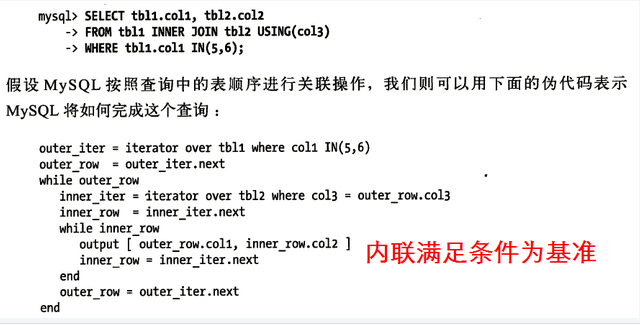 mysql> SELECT tbl1.col1, tbl2.col2
-> FROM tbl1 INNER JOIN tbl2 USING(col3)
-> WHERE tbl1.col1 IN(5,6);
假设 MySQL 按照查询中的表顺序进行关联操作，我们则可以用下面的伪代码表示
MySQL 将如何完成这个查询：
outer_iter = iterator over tbl1 where col1 IN(5,6)
outer_row = outer_iter.next
while outer_row
inner_iter = iterator over tbl2 where col3 = outer_row.col3
inner_row = inner_iter.next
while inner_row
output [ outer_row.col1, inner_row.col2 ]
inner_row = inner_iter.next
end
outer_row = outer_iter.next
end
内联满足条件为基准